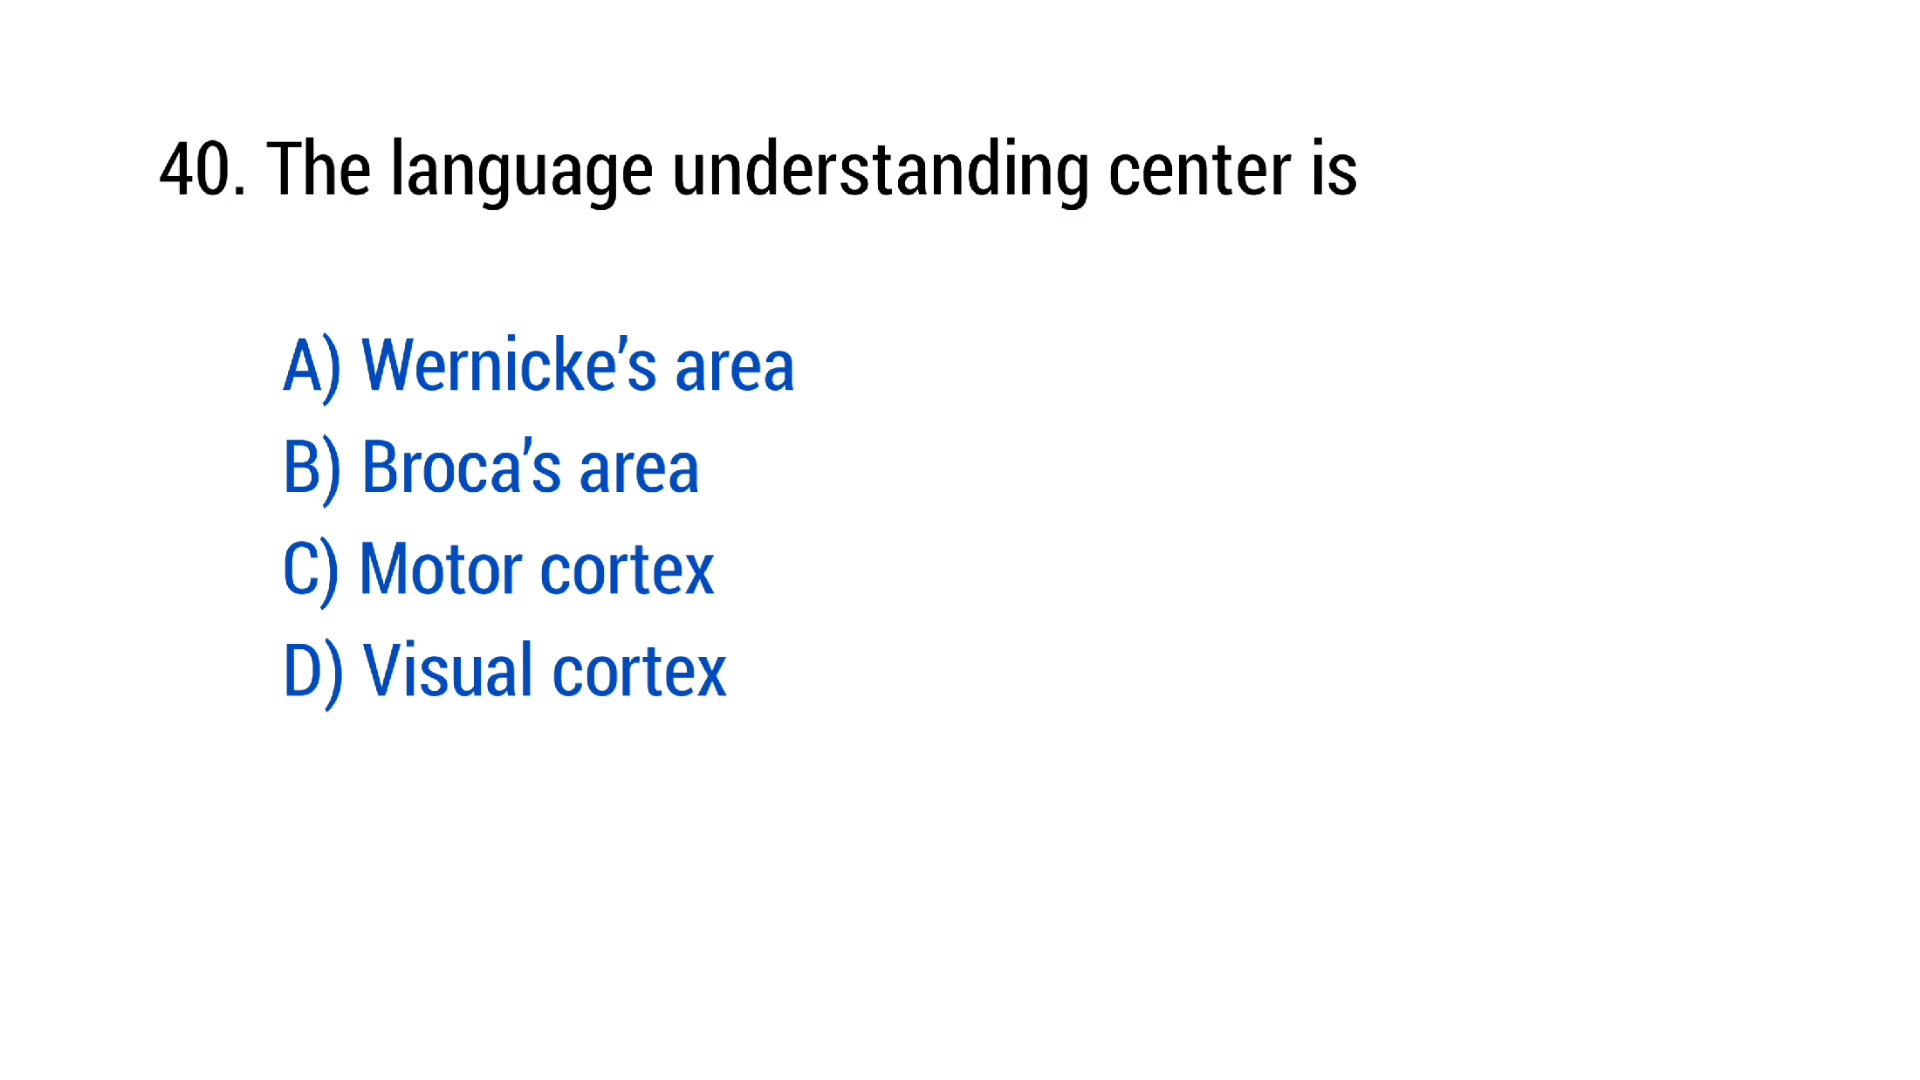 40. The language understanding center is
A) Wernicke’s area
B) Broca’s area
C) Motor cortex
D) Visual cortex